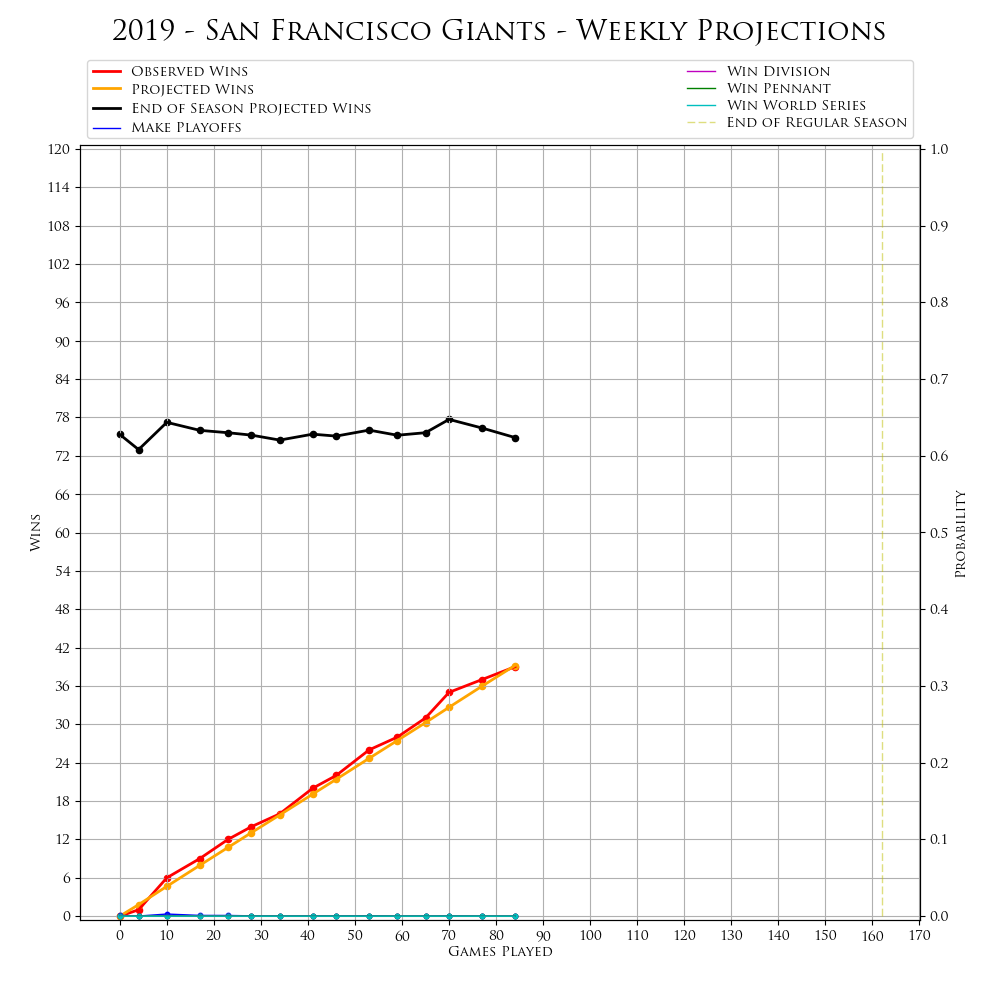 2019 - San Francisco Giants - Weekly Projections
Observed Wins
Projected Wins
End of Season Projected Wins
Make Playoffs
Win Division
Win Pennant
Win World Series
End of Regular Season
120
114
108
102
96
90
84
78
72
66
60
54
48
42
36
30
24
18
12
6
0
Wins
1.0
0.9
0.8
0.7
0.6
0.5
0.4
0.3
0.2
0.1
0.0
Probability
0 10 20 30 40 50 60 70 80 90 100 110 120 130 140 150 160 170
Games Played